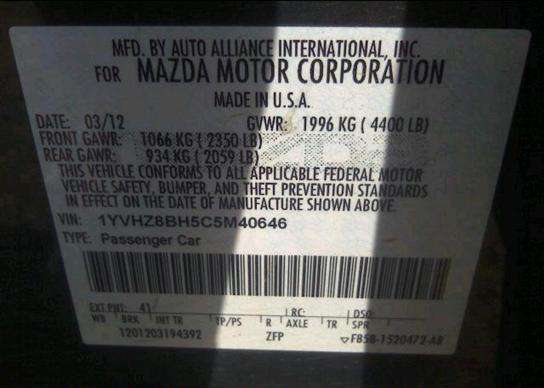 MFD. BY AUTO ALLIANCE INTERNATIONAL, INC.
FOR MAZDA MOTOR CORPORATION
MADE IN U.S.A.
DATE: 03/12 GVWR: 1996 KG ( 4400 LB)
FRONT GAWR: 1066 KG ( 2350 LB)
REAR GAWR: 934 KG ( 2059 LB)
THIS VEHICLE CONFORMS TO ALL APPLICABLE FEDERAL MOTOR
VEHICLE SAFETY, BUMPER, AND THEFT PREVENTION STANDARDS
IN EFFECT ON THE DATE OF MANUFACTURE SHOWN ABOVE.
VIN: 1YVHZ8BH5C5M40646
TYPE: Passenger Car
EXT PNT: 41 RC: DSO
WB BRK INT TR TP/PS R AXLE TR SPR
1201203194392 ZFP FB5B-1520472-AB